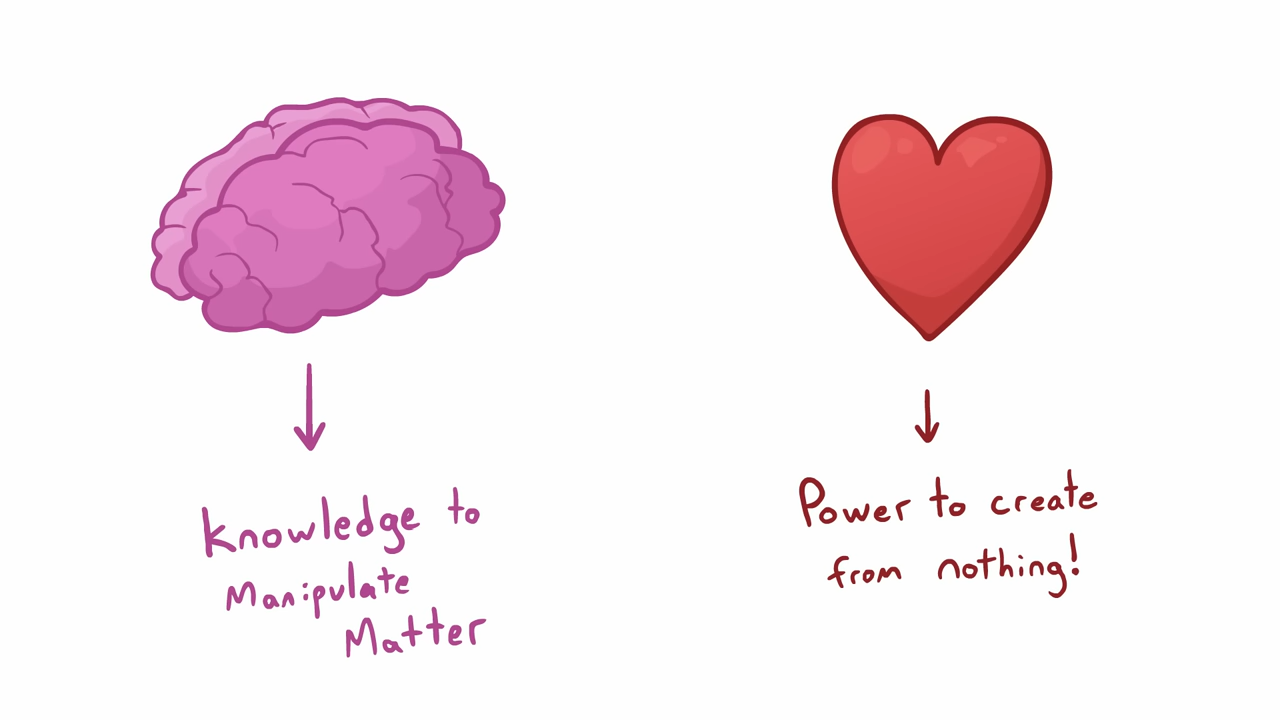 Knowledge to
Manipulate
Matter
Power to create
from nothing!